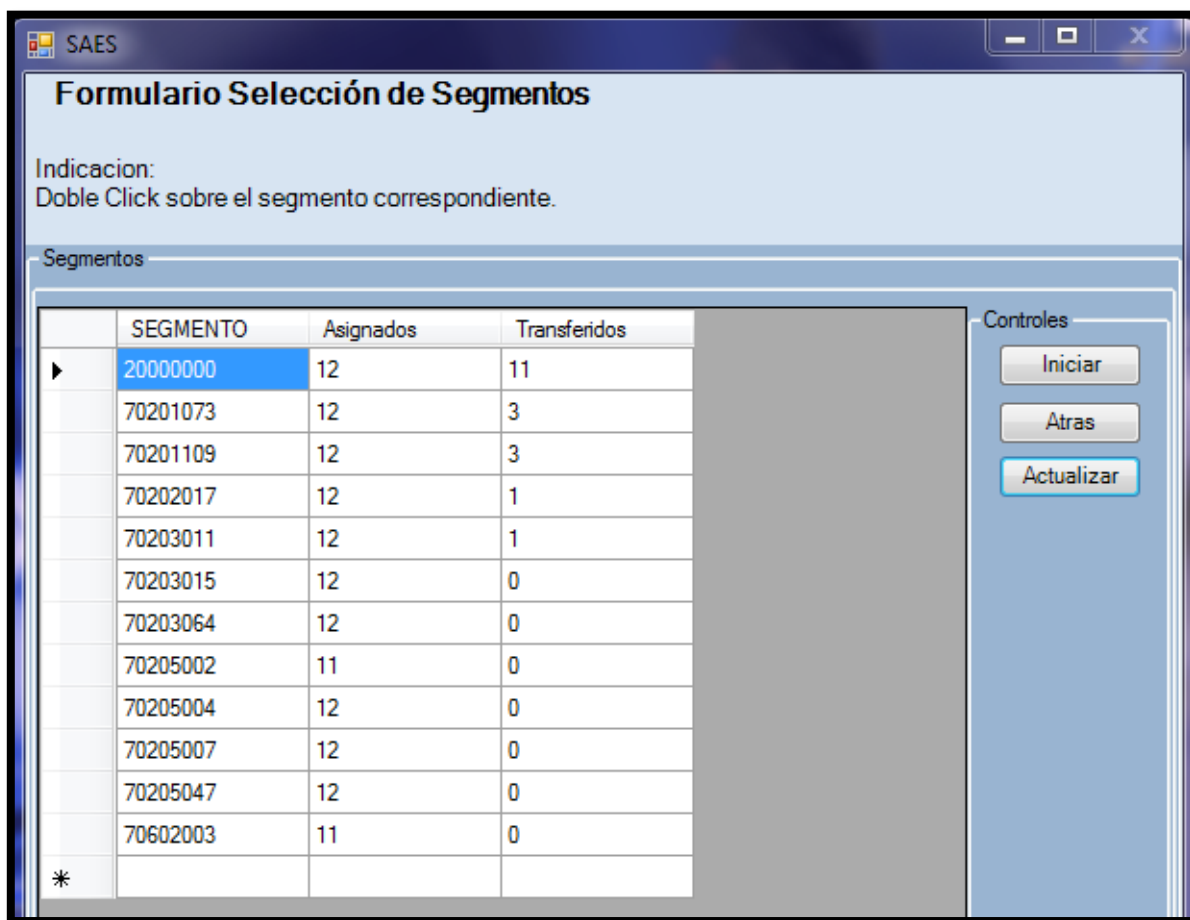 SAES
Formulario Selección de Segmentos
Indicacion:
Doble Click sobre el segmento correspondiente.
Segmentos
SEGMENTO Asignados Transferidos
20000000 12 11
70201073 12 3
70201109 12 3
70202017 12 1
70203011 12 1
70203015 12 0
70203064 12 0
70205002 11 0
70205004 12 0
70205007 12 0
70205047 12 0
70602003 11 0
Controles
Iniciar
Atras
Actualizar